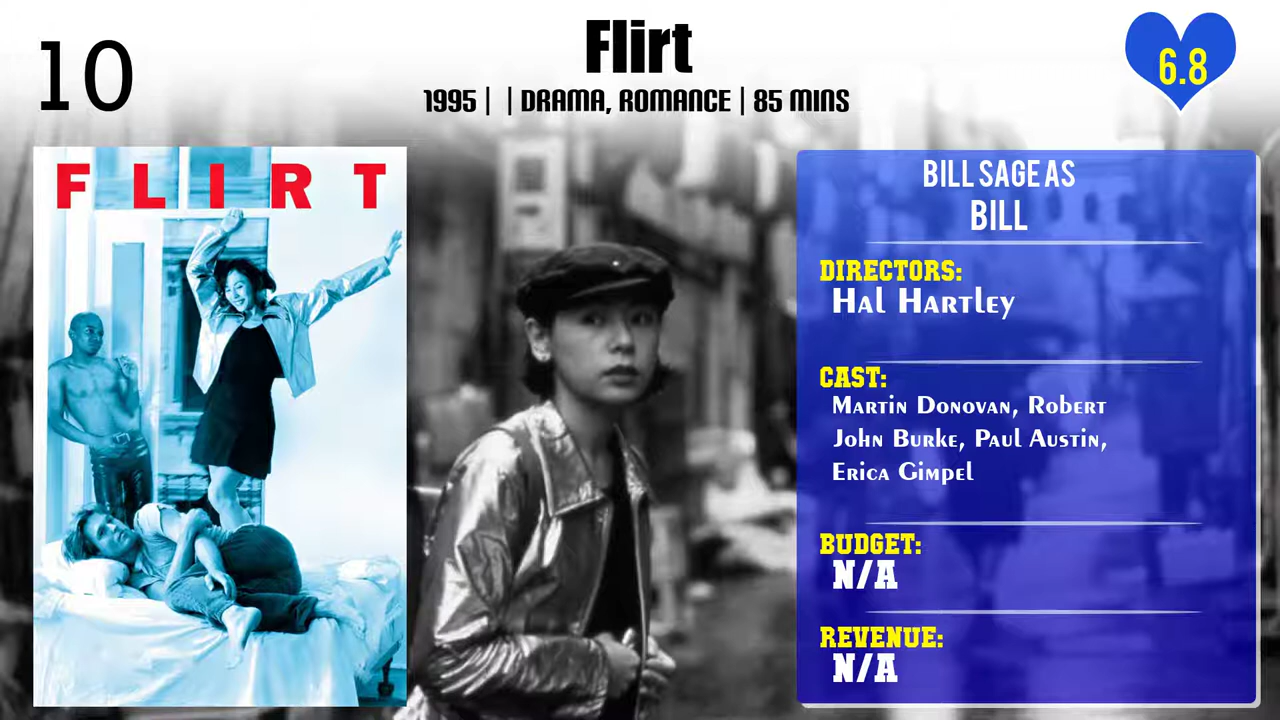 10
Flirt
6.8
1995 | | DRAMA, ROMANCE | 85 MINS
FLIRT
BILL SAGE AS
BILL
DIRECTORS:
Hal Hartley
CAST:
Martin Donovan, Robert
John Burke, Paul Austin,
Erica Gimpel
BUDGET:
N/A
REVENUE:
N/A